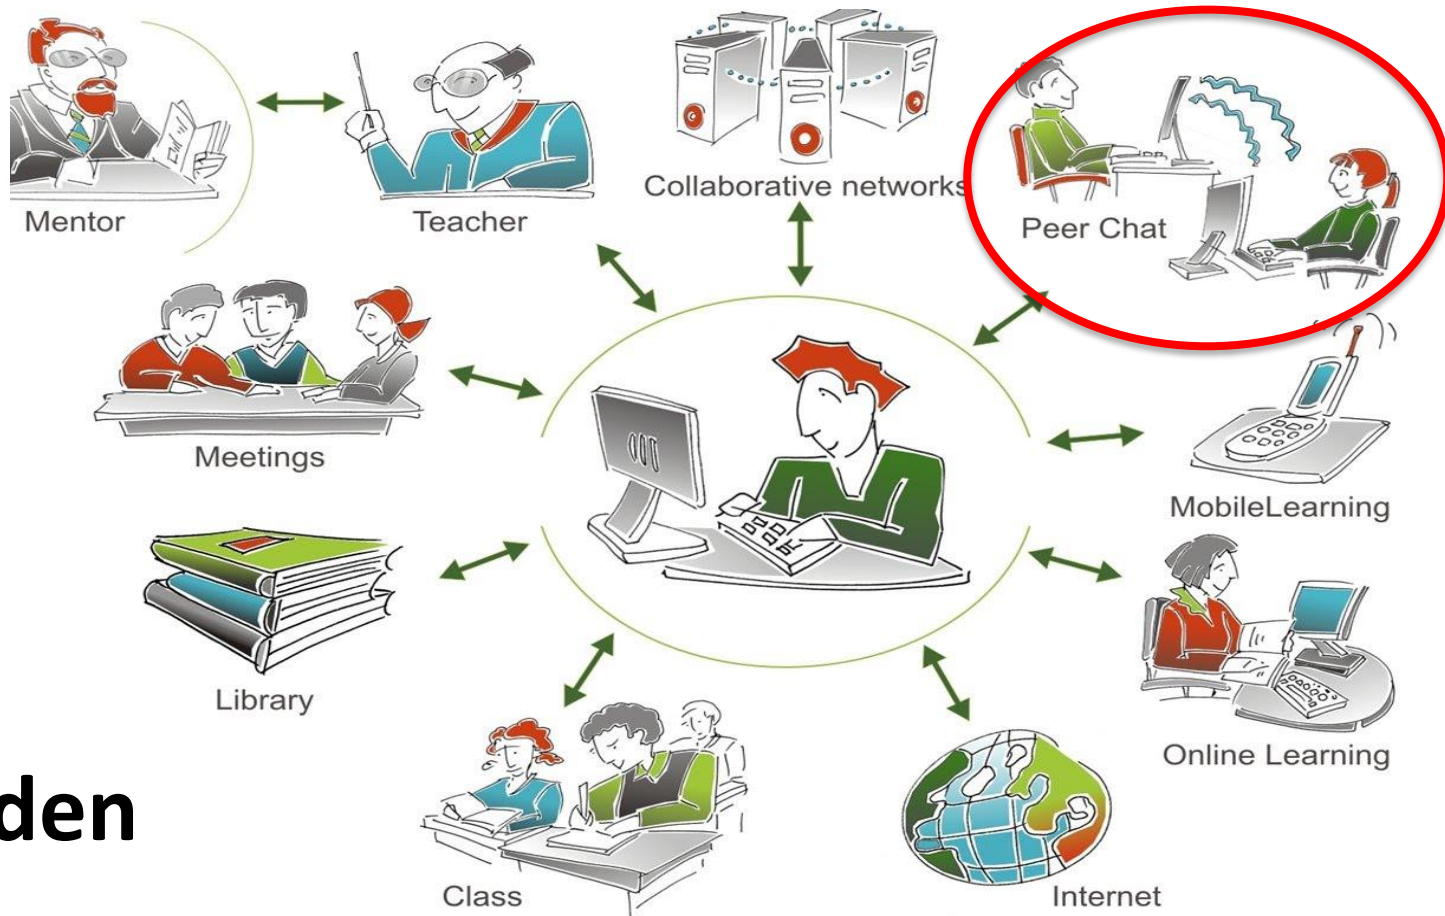 Mentor
Teacher
Collaborative networks
Peer Chat
Meetings
MobileLearning
Library
Online Learning
den
Class
Internet